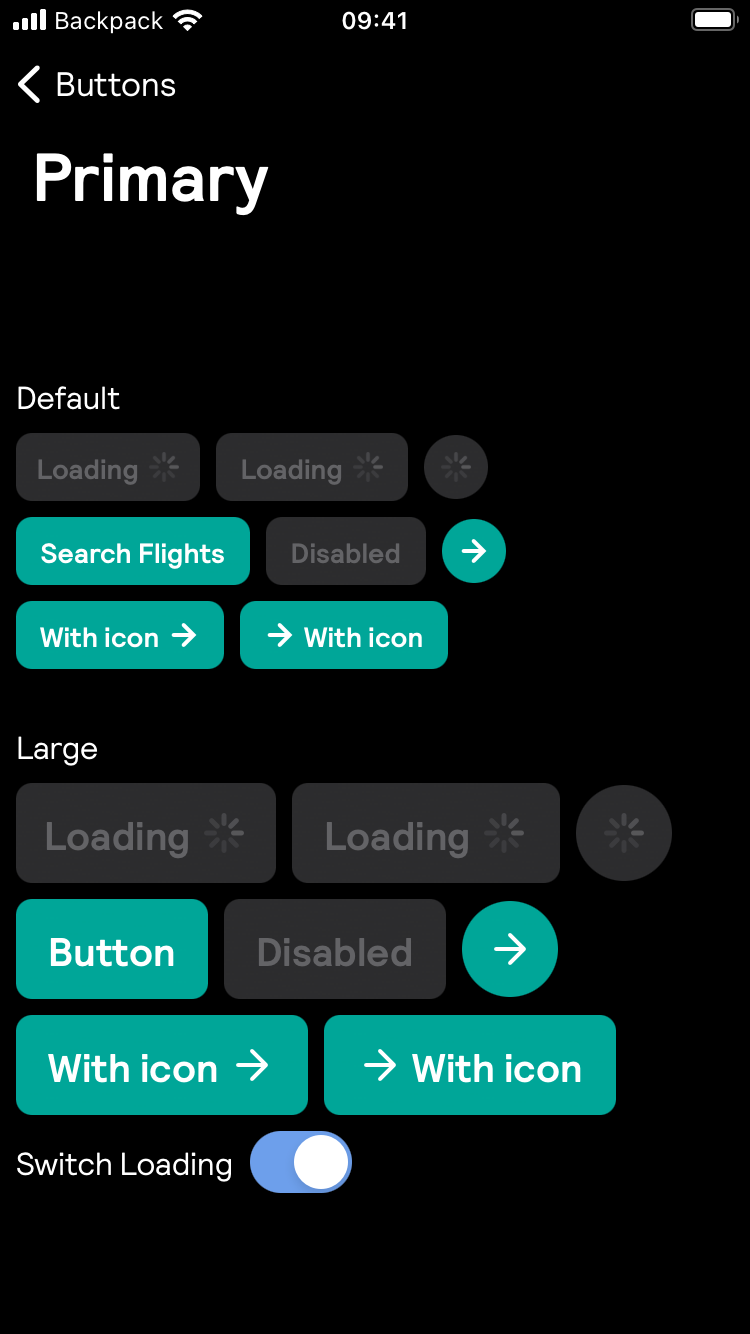 Backpack 09:41
Buttons
Primary
Default
Loading Loading
Search Flights Disabled
With icon With icon
Large
Loading Loading
Button Disabled
With icon With icon
Switch Loading